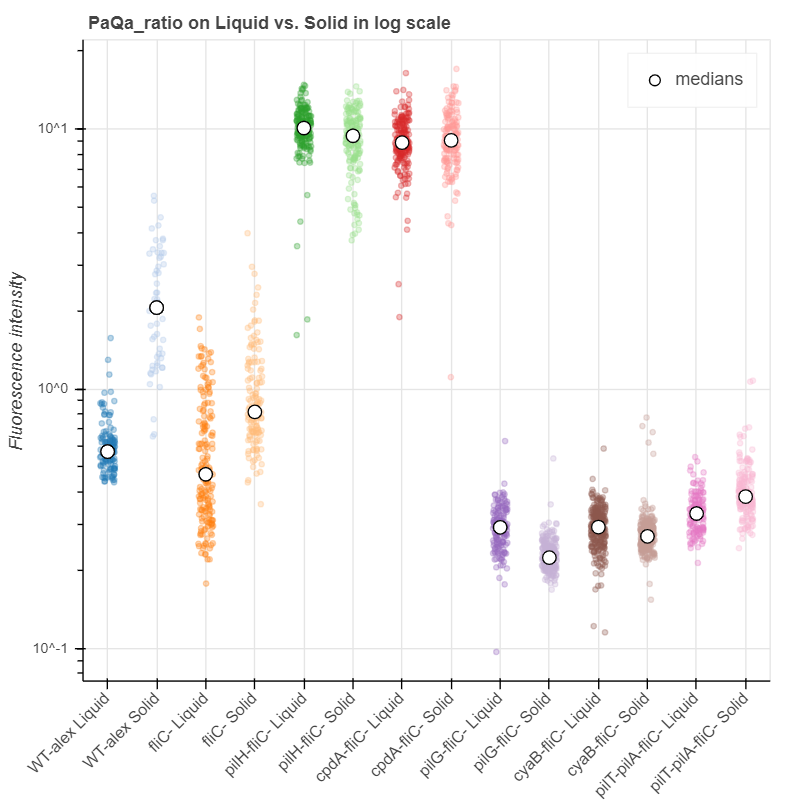 PaQa_ratio on Liquid vs. Solid in log scale
medians
Fluorescence intensity
10^1
10^0
10^-1
WT-alex Liquid
WT-alex Solid
fliC- Liquid
fliC- Solid
pilH-fliC- Liquid
pilH-fliC- Solid
cpdA-fliC- Liquid
cpdA-fliC- Solid
pilG-fliC- Liquid
pilG-fliC- Solid
cyaB-fliC- Liquid
cyaB-fliC- Solid
pilT-pilA-fliC- Liquid
pilT-pilA-fliC- Solid